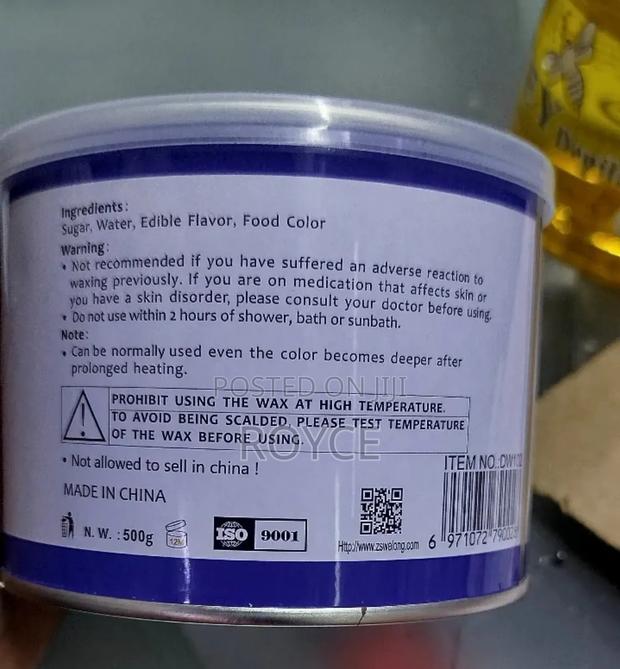 Ingredients:
Sugar, Water, Edible Flavor, Food Color
Warning:
• Not recommended if you have suffered an adverse reaction to
waxing previously. If you are on medication that affects skin or
you have a skin disorder, please consult your doctor before using.
• Do not use within 2 hours of shower, bath or sunbath.
Note:
• Can be normally used even the color becomes deeper after
prolonged heating.
POSTED ON JIJI
PROHIBIT USING THE WAX AT HIGH TEMPERATURE.
TO AVOID BEING SCALDED, PLEASE TEST TEMPERATURE
OF THE WAX BEFORE USING.
ROYCE
• Not allowed to sell in china !
ITEM NO.:
MADE IN CHINA
N. W. : 500g
12M
ISO 9001
Http://www.zswelong.com
6 971072